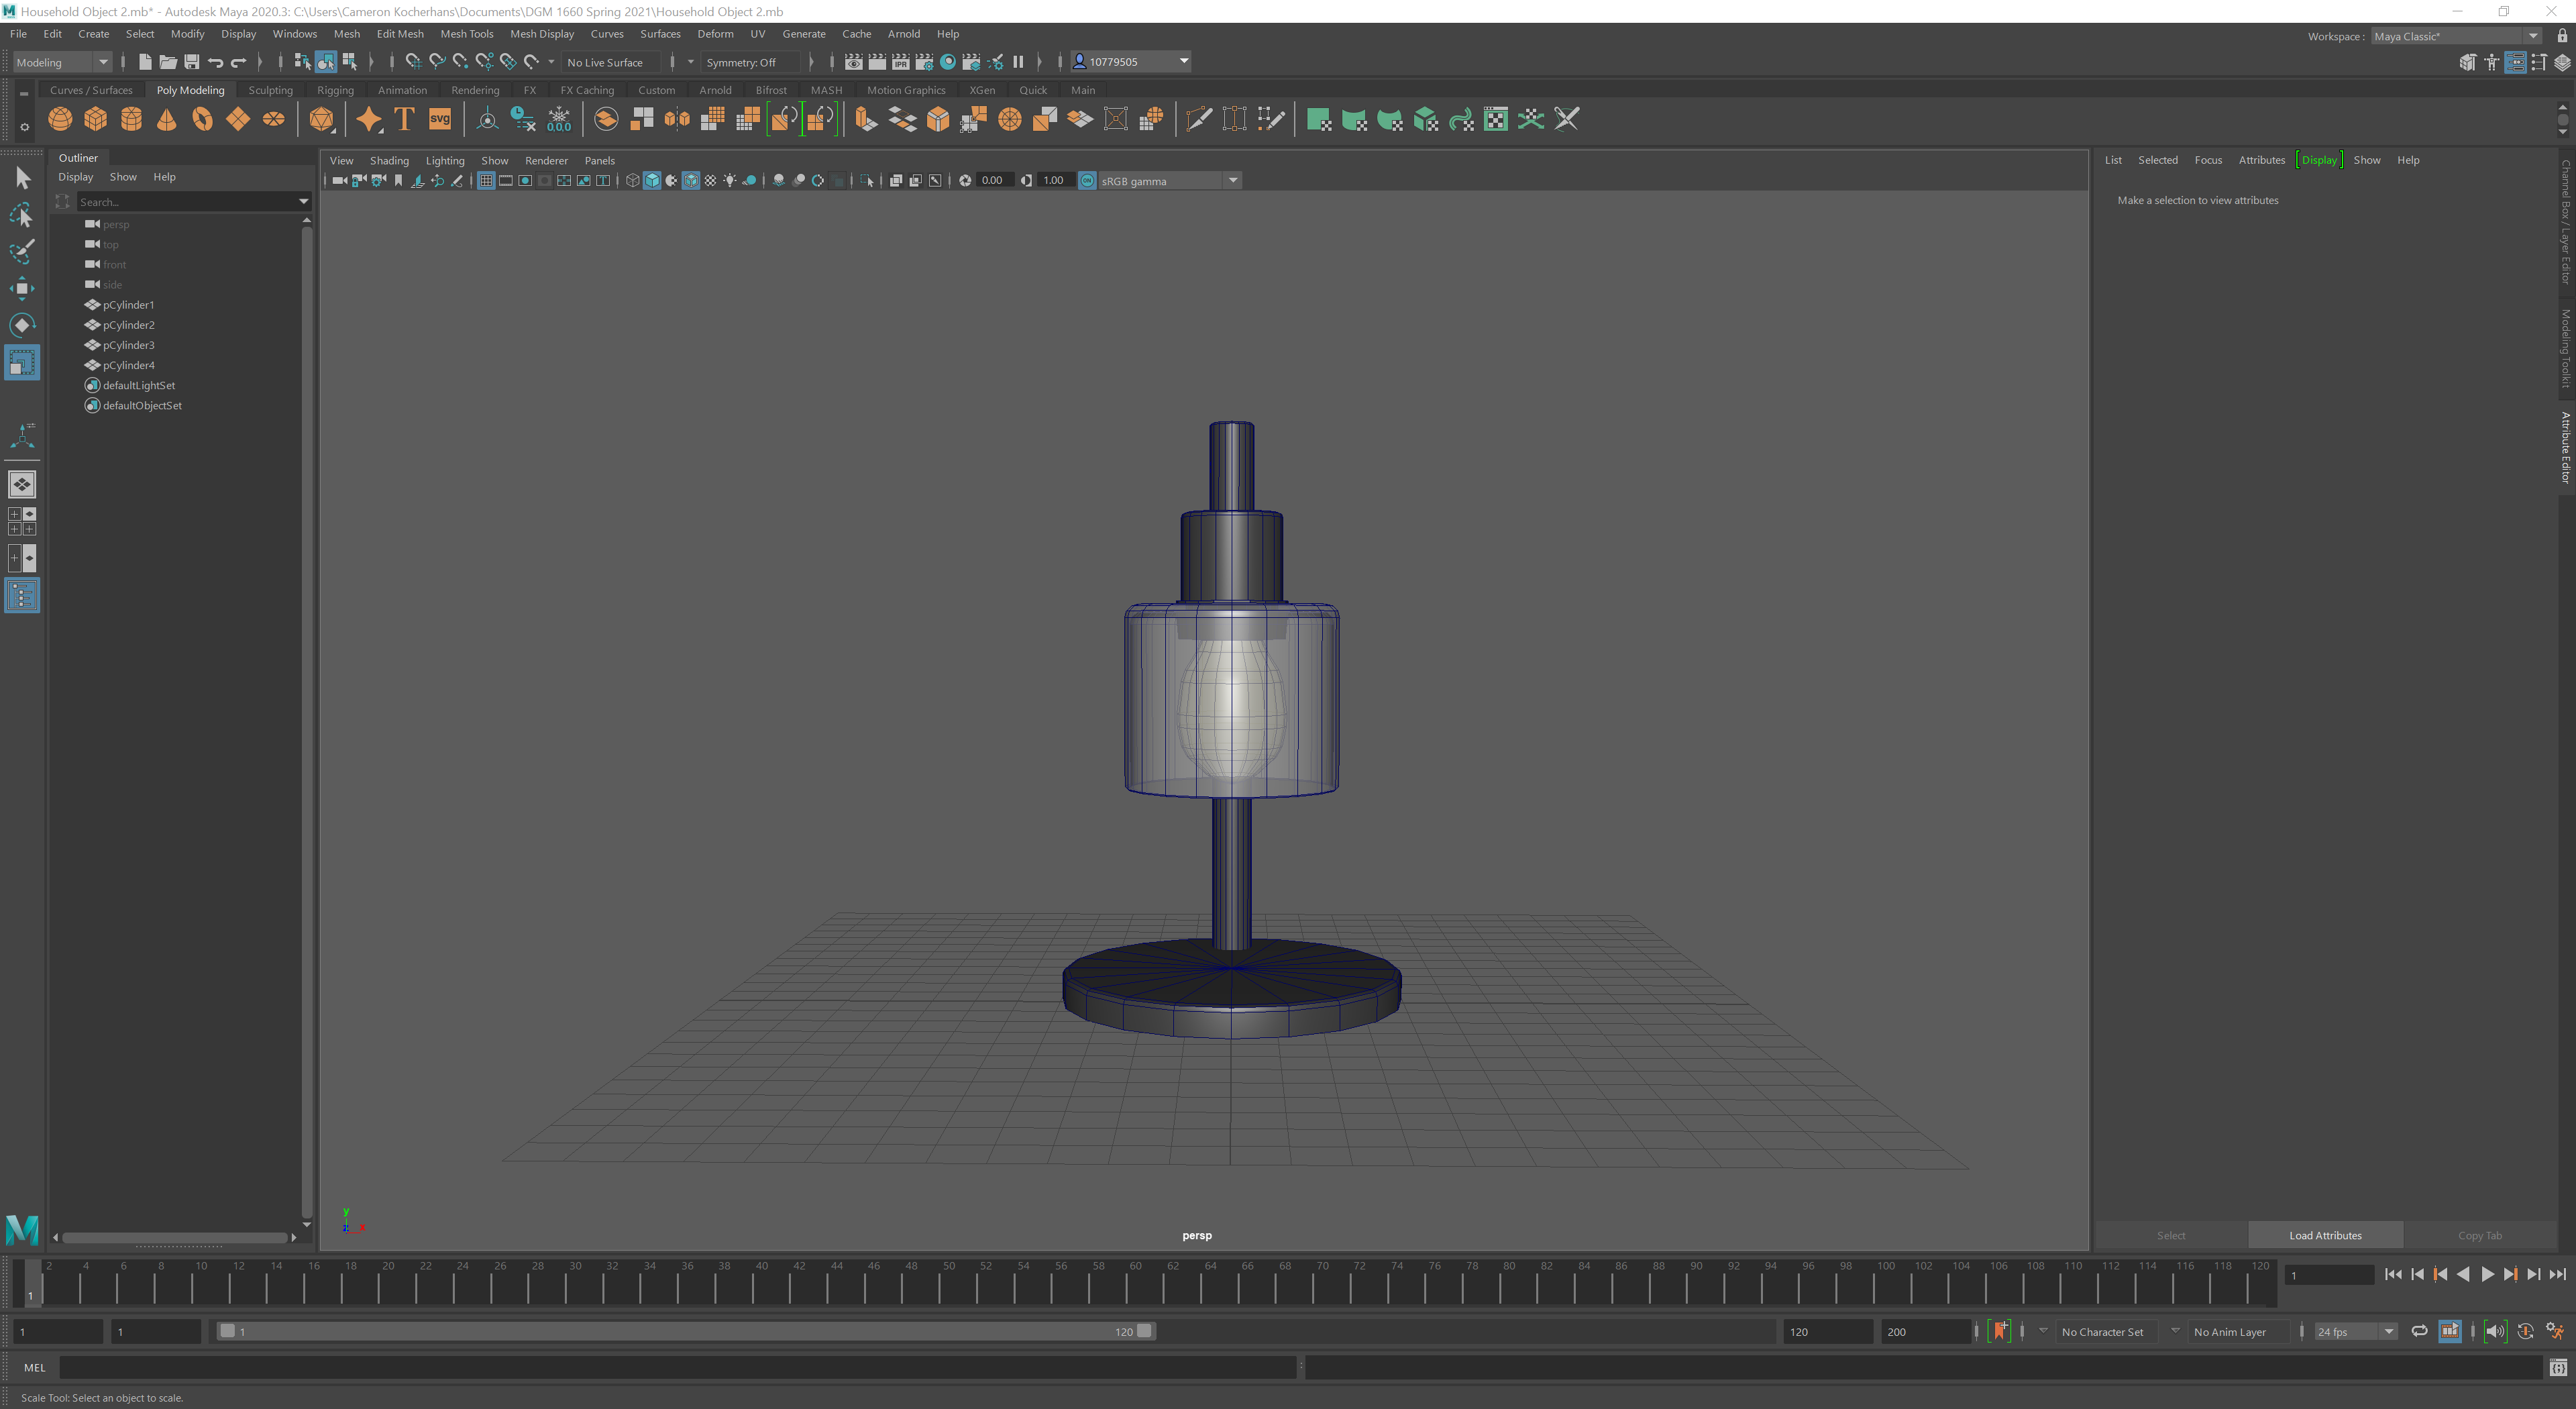 Household Object 2.mb* - Autodesk Maya 2020.3: C:\Users\Cameron Kocherhans\Documents\DGM 1660 Spring 2021\Household Object 2.mb
File Edit Create Select Modify Display Windows Mesh Edit Mesh Mesh Tools Mesh Display Curves Surfaces Deform UV Generate Cache Arnold Help
Workspace : Maya Classic*
Modeling No Live Surface Symmetry: Off IPR 10779505
Curves / Surfaces Poly Modeling Sculpting Rigging Animation Rendering FX FX Caching Custom Arnold Bifrost MASH Motion Graphics XGen Quick Main
T SVG 0,0,0
Outliner
Display Show Help
Search...
persp
top
front
side
pCylinder1
pCylinder2
pCylinder3
pCylinder4
defaultLightSet
defaultObjectSet
View Shading Lighting Show Renderer Panels
0.00 1.00 ON sRGB gamma
y
z x
persp
List Selected Focus Attributes Display Show Help
Make a selection to view attributes
Select Load Attributes Copy Tab
Channel Box / Layer Editor
Modeling Toolkit
Attribute Editor
2 4 6 8 10 12 14 16 18 20 22 24 26 28 30 32 34 36 38 40 42 44 46 48 50 52 54 56 58 60 62 64 66 68 70 72 74 76 78 80 82 84 86 88 90 92 94 96 98 100 102 104 106 108 110 112 114 116 118 120
1 1
1 1 1 120 120 200 No Character Set No Anim Layer 24 fps
MEL
Scale Tool: Select an object to scale.